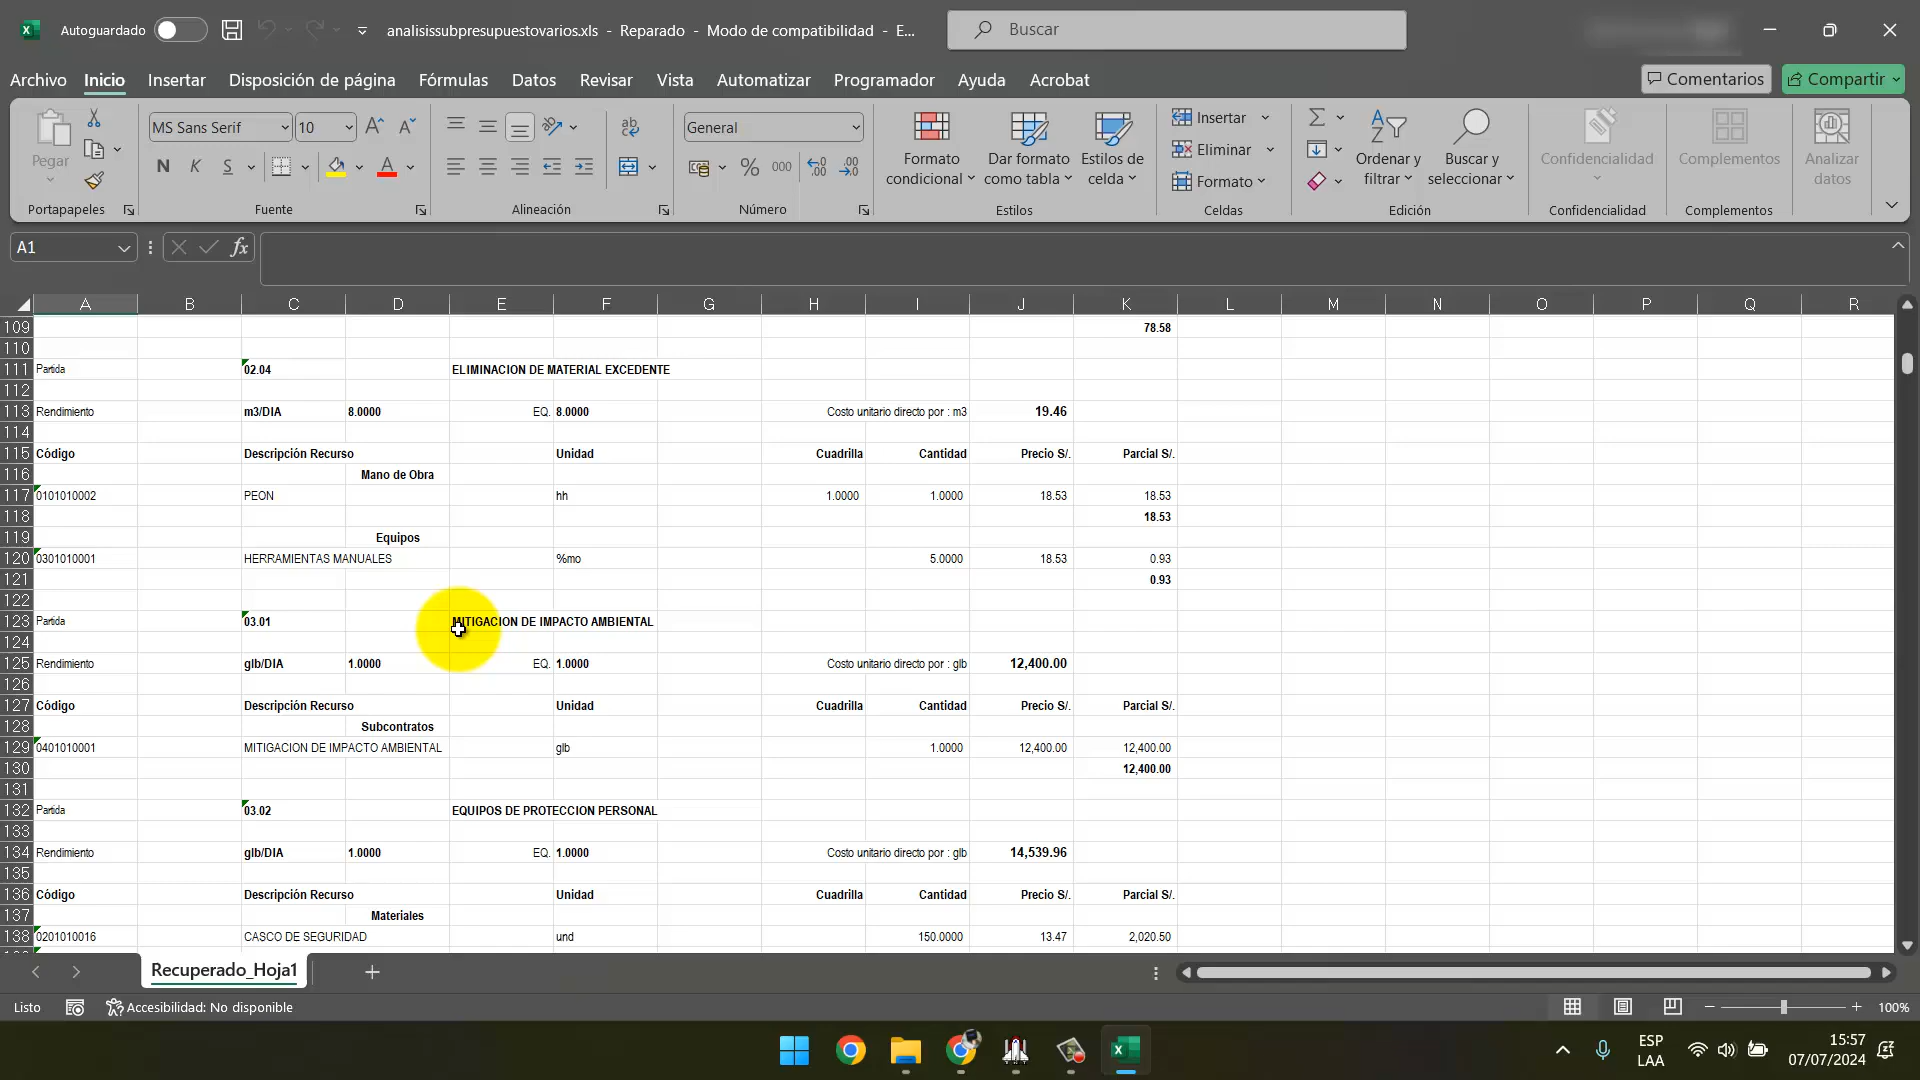 Autoguardado analisissubpresupuestovarios.xls - Reparado - Modo de compatibilidad - E... Buscar
Archivo Inicio Insertar Disposición de página Fórmulas Datos Revisar Vista Automatizar Programador Ayuda Acrobat Comentarios Compartir
Pegar
Portapapeles
MS Sans Serif 10
N K S
Fuente
Alineación
General
% 000
Número
Formato condicional
Dar formato como tabla
Estilos de celda
Estilos
Insertar
Eliminar
Formato
Celdas
Ordenar y filtrar
Buscar y seleccionar
Edición
Confidencialidad
Confidencialidad
Complementos
Complementos
Analizar datos
A1 fx
A B C D E F G H I J K L M N O P Q R
109 78.58
110
111 Partida 02.04 ELIMINACION DE MATERIAL EXCEDENTE
112
113 Rendimiento m3/DIA 8.0000 EQ. 8.0000 Costo unitario directo por : m3 19.46
114
115 Código Descripción Recurso Unidad Cuadrilla Cantidad Precio S/. Parcial S/.
116 Mano de Obra
117 0101010002 PEON hh 1.0000 1.0000 18.53 18.53
118 18.53
119 Equipos
120 0301010001 HERRAMIENTAS MANUALES %mo 5.0000 18.53 0.93
121 0.93
122
123 Partida 03.01 MITIGACION DE IMPACTO AMBIENTAL
124
125 Rendimiento glb/DIA 1.0000 EQ. 1.0000 Costo unitario directo por : glb 12,400.00
126
127 Código Descripción Recurso Unidad Cuadrilla Cantidad Precio S/. Parcial S/.
128 Subcontratos
129 0401010001 MITIGACION DE IMPACTO AMBIENTAL glb 1.0000 12,400.00 12,400.00
130 12,400.00
131
132 Partida 03.02 EQUIPOS DE PROTECCION PERSONAL
133
134 Rendimiento glb/DIA 1.0000 EQ. 1.0000 Costo unitario directo por : glb 14,539.96
135
136 Código Descripción Recurso Unidad Cuadrilla Cantidad Precio S/. Parcial S/.
137 Materiales
138 0201010016 CASCO DE SEGURIDAD und 150.0000 13.47 2,020.50
Recuperado_Hoja1
Listo Accesibilidad: No disponible 100%
ESP
LAA
15:57
07/07/2024